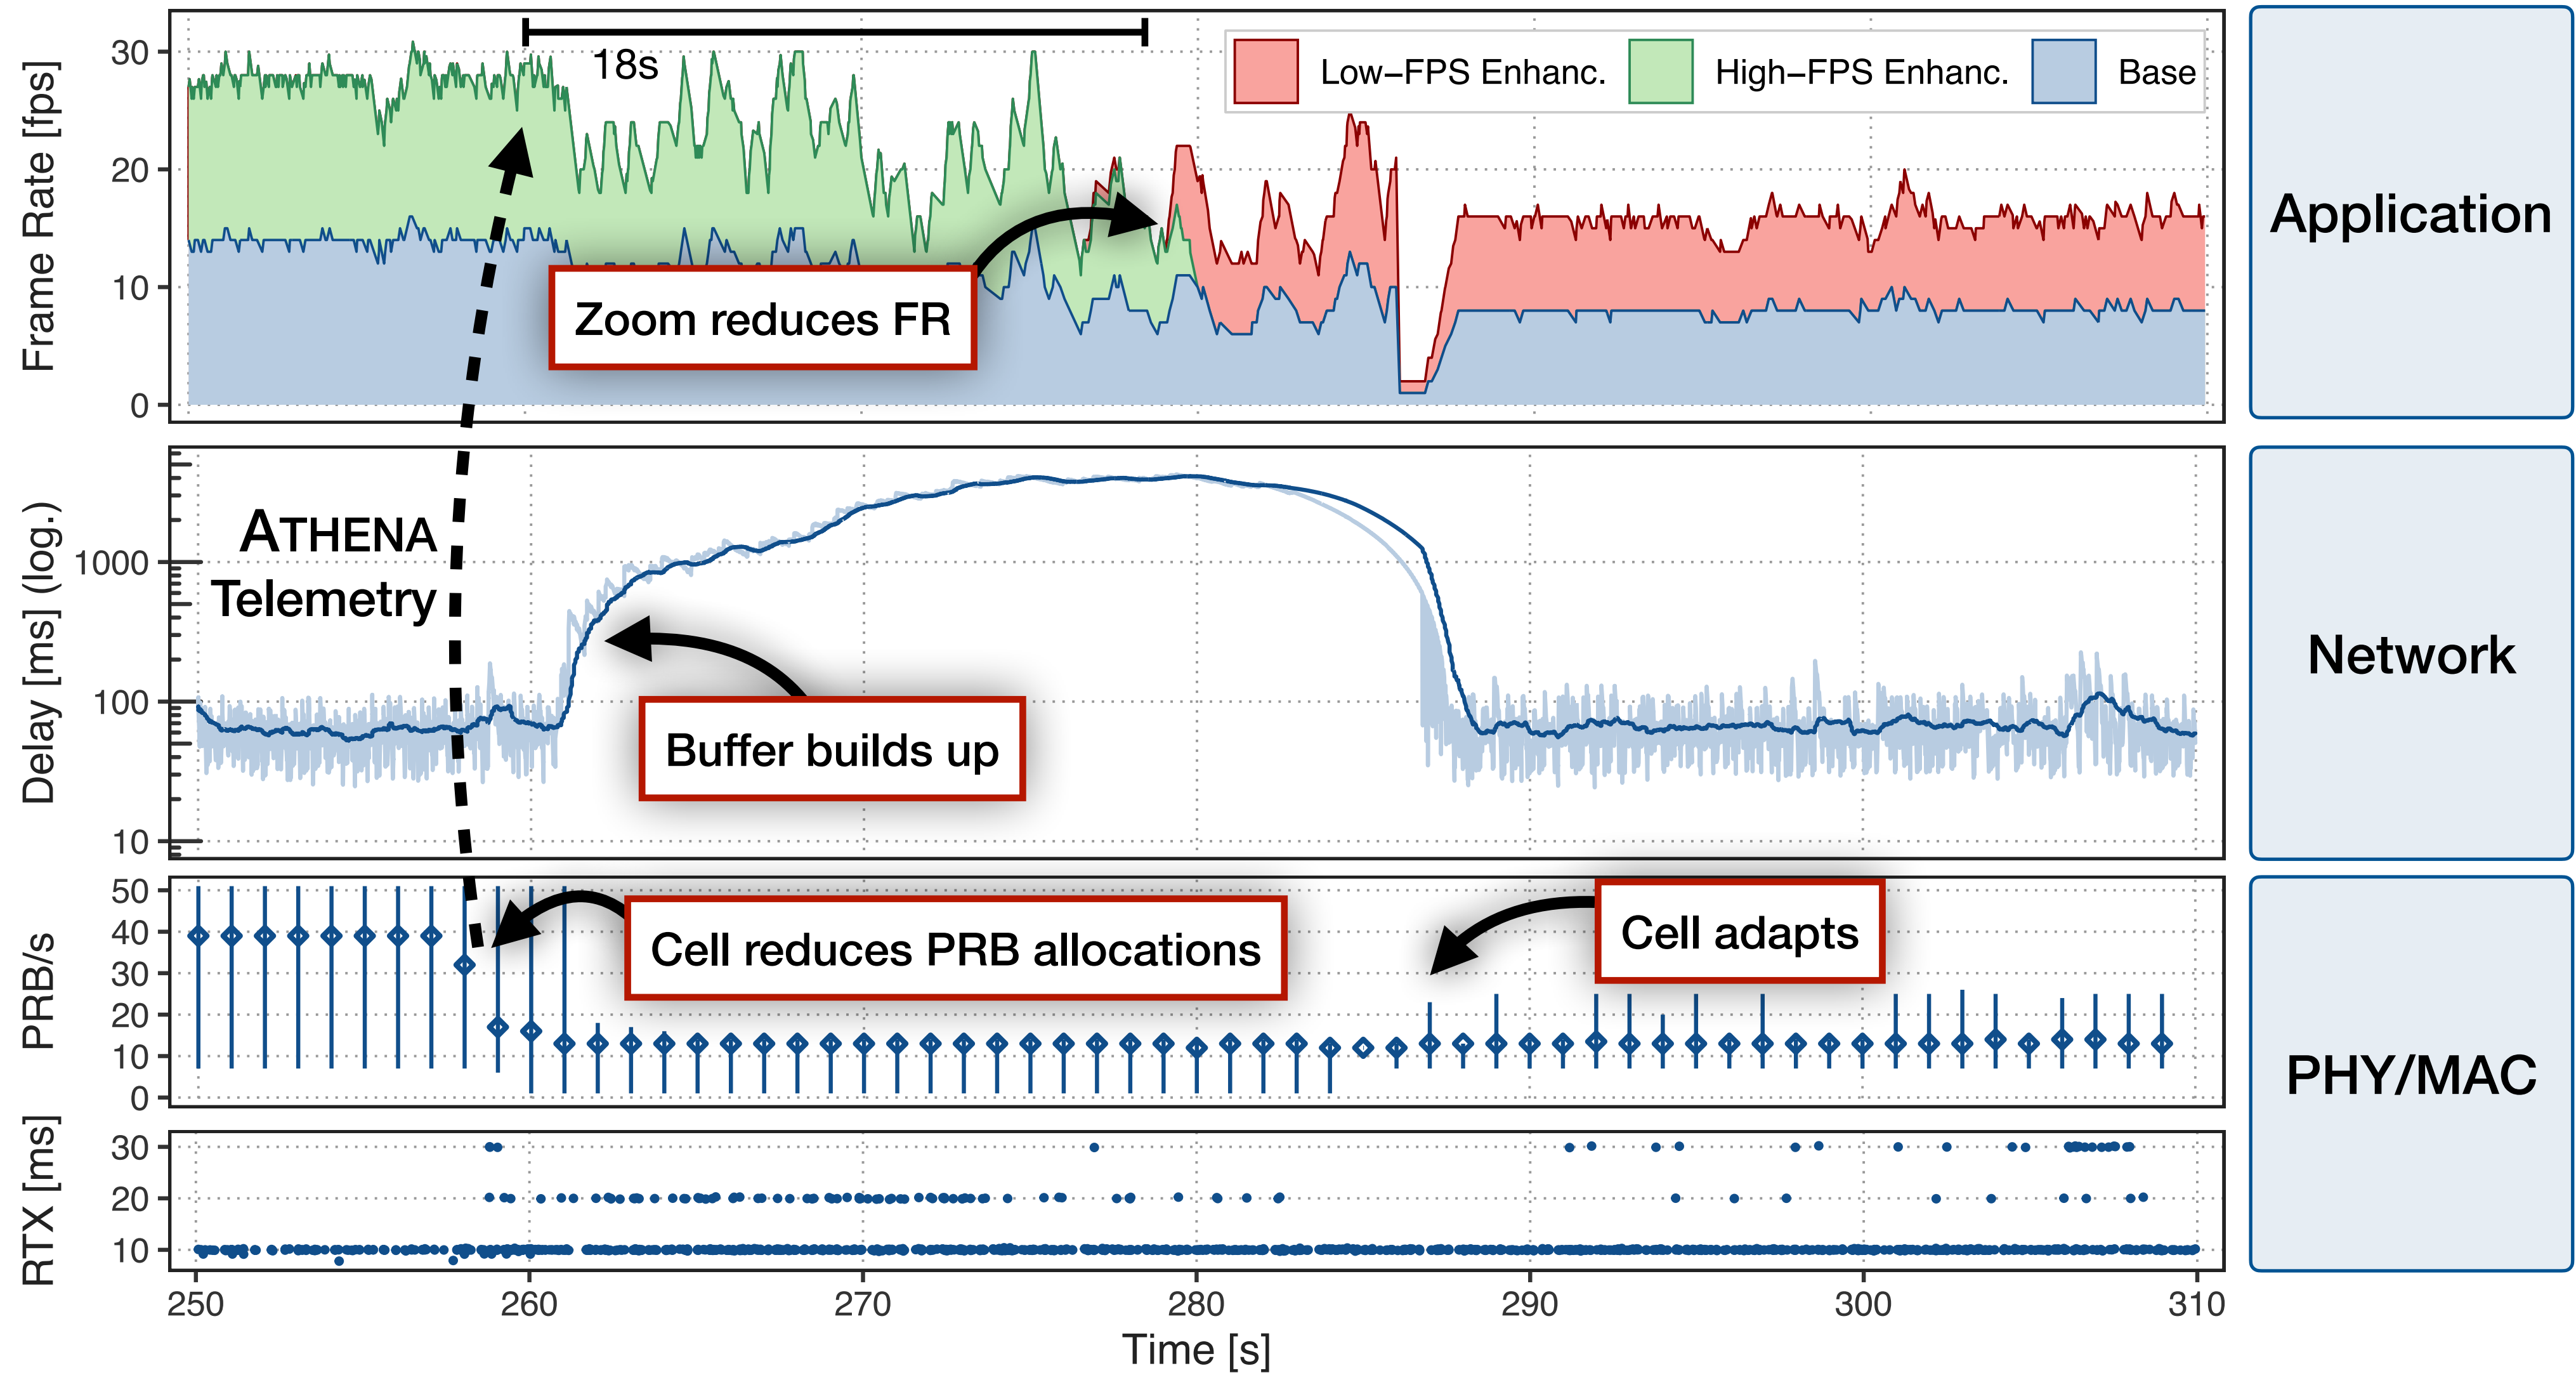 Frame Rate [fps]
30
20
10
0
18s
Low–FPS Enhanc.
High–FPS Enhanc.
Base
Zoom reduces FR
Application
Delay [ms] (log.)
1000
100
10
ATHENA
Telemetry
Buffer builds up
Network
PRB/s
50
40
30
20
10
0
Cell reduces PRB allocations
Cell adapts
PHY/MAC
RTX [ms]
30
20
10
250
260
270
280
290
300
310
Time [s]